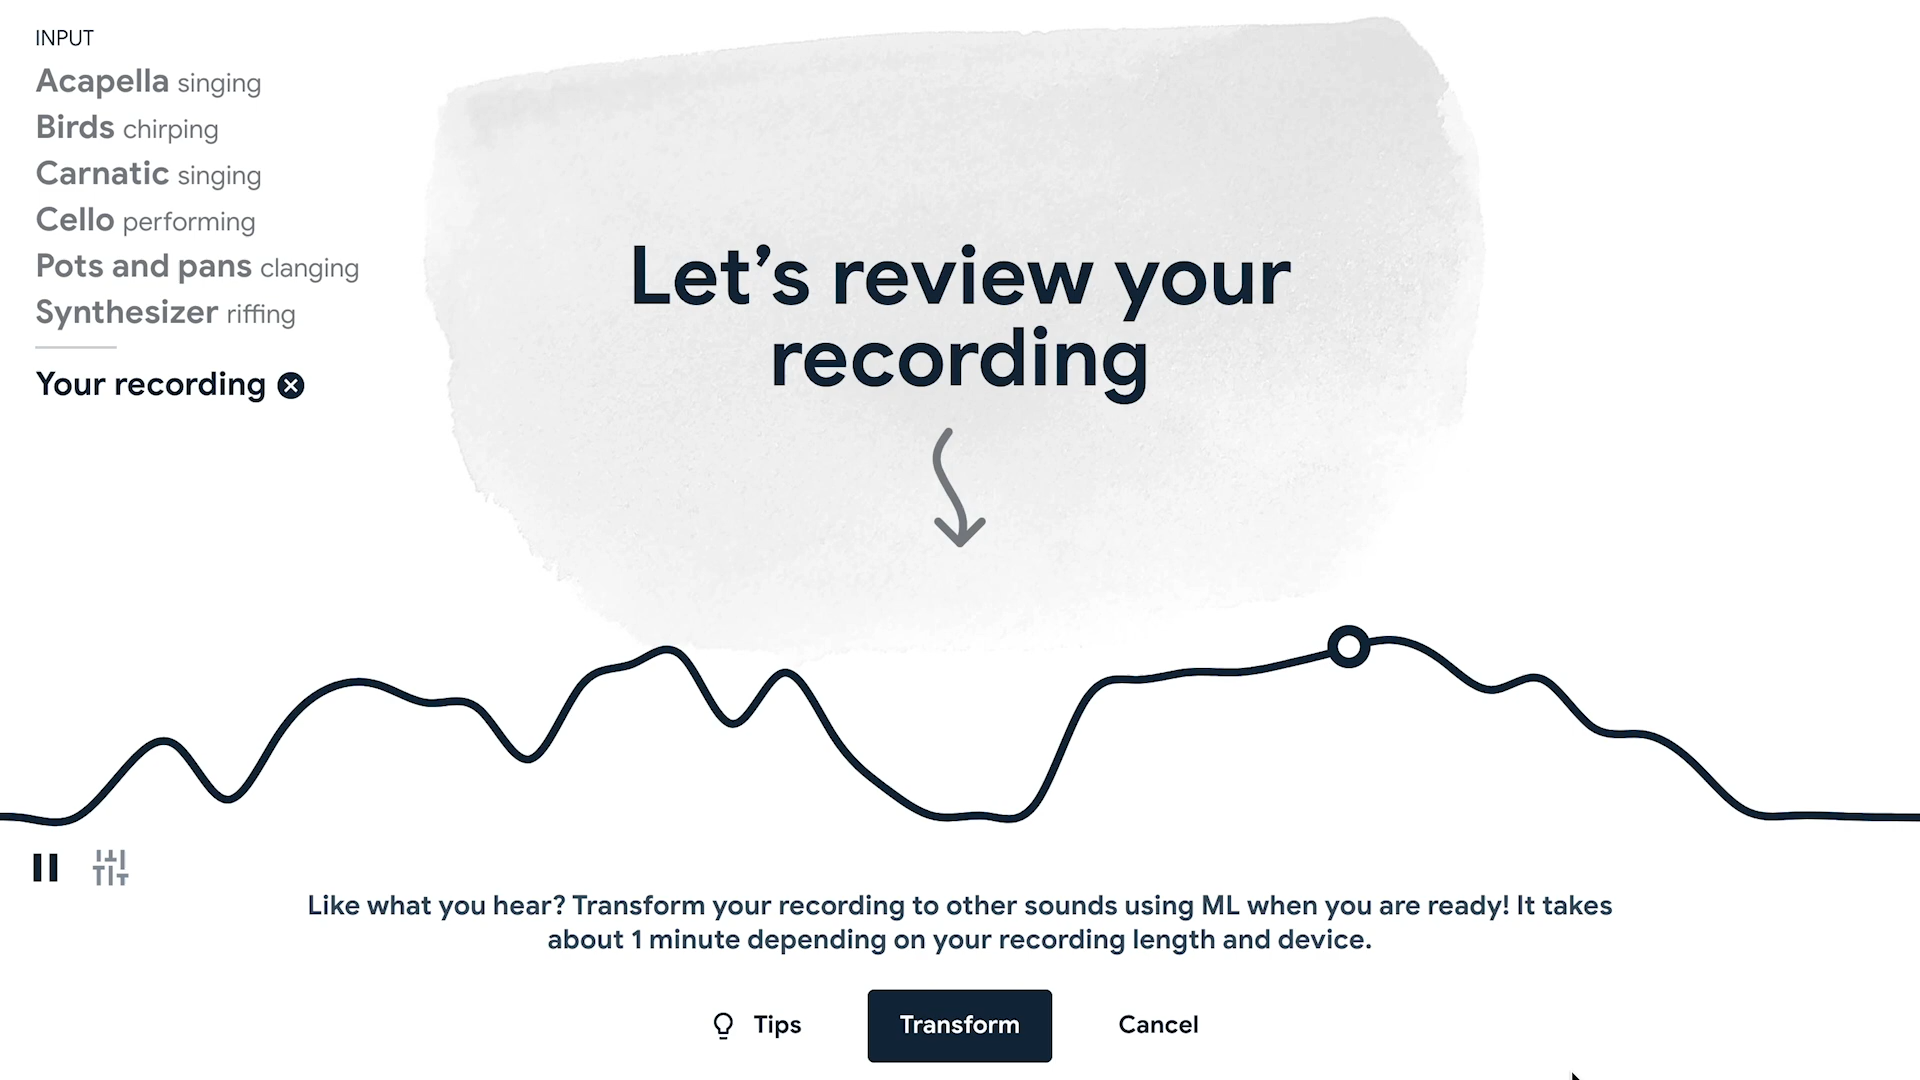 INPUT
Acapella singing
Birds chirping
Carnatic singing
Cello performing
Pots and pans clanging
Synthesizer riffing
Your recording
Let’s review your
recording
Like what you hear? Transform your recording to other sounds using ML when you are ready! It takes
about 1 minute depending on your recording length and device.
Tips
Transform
Cancel